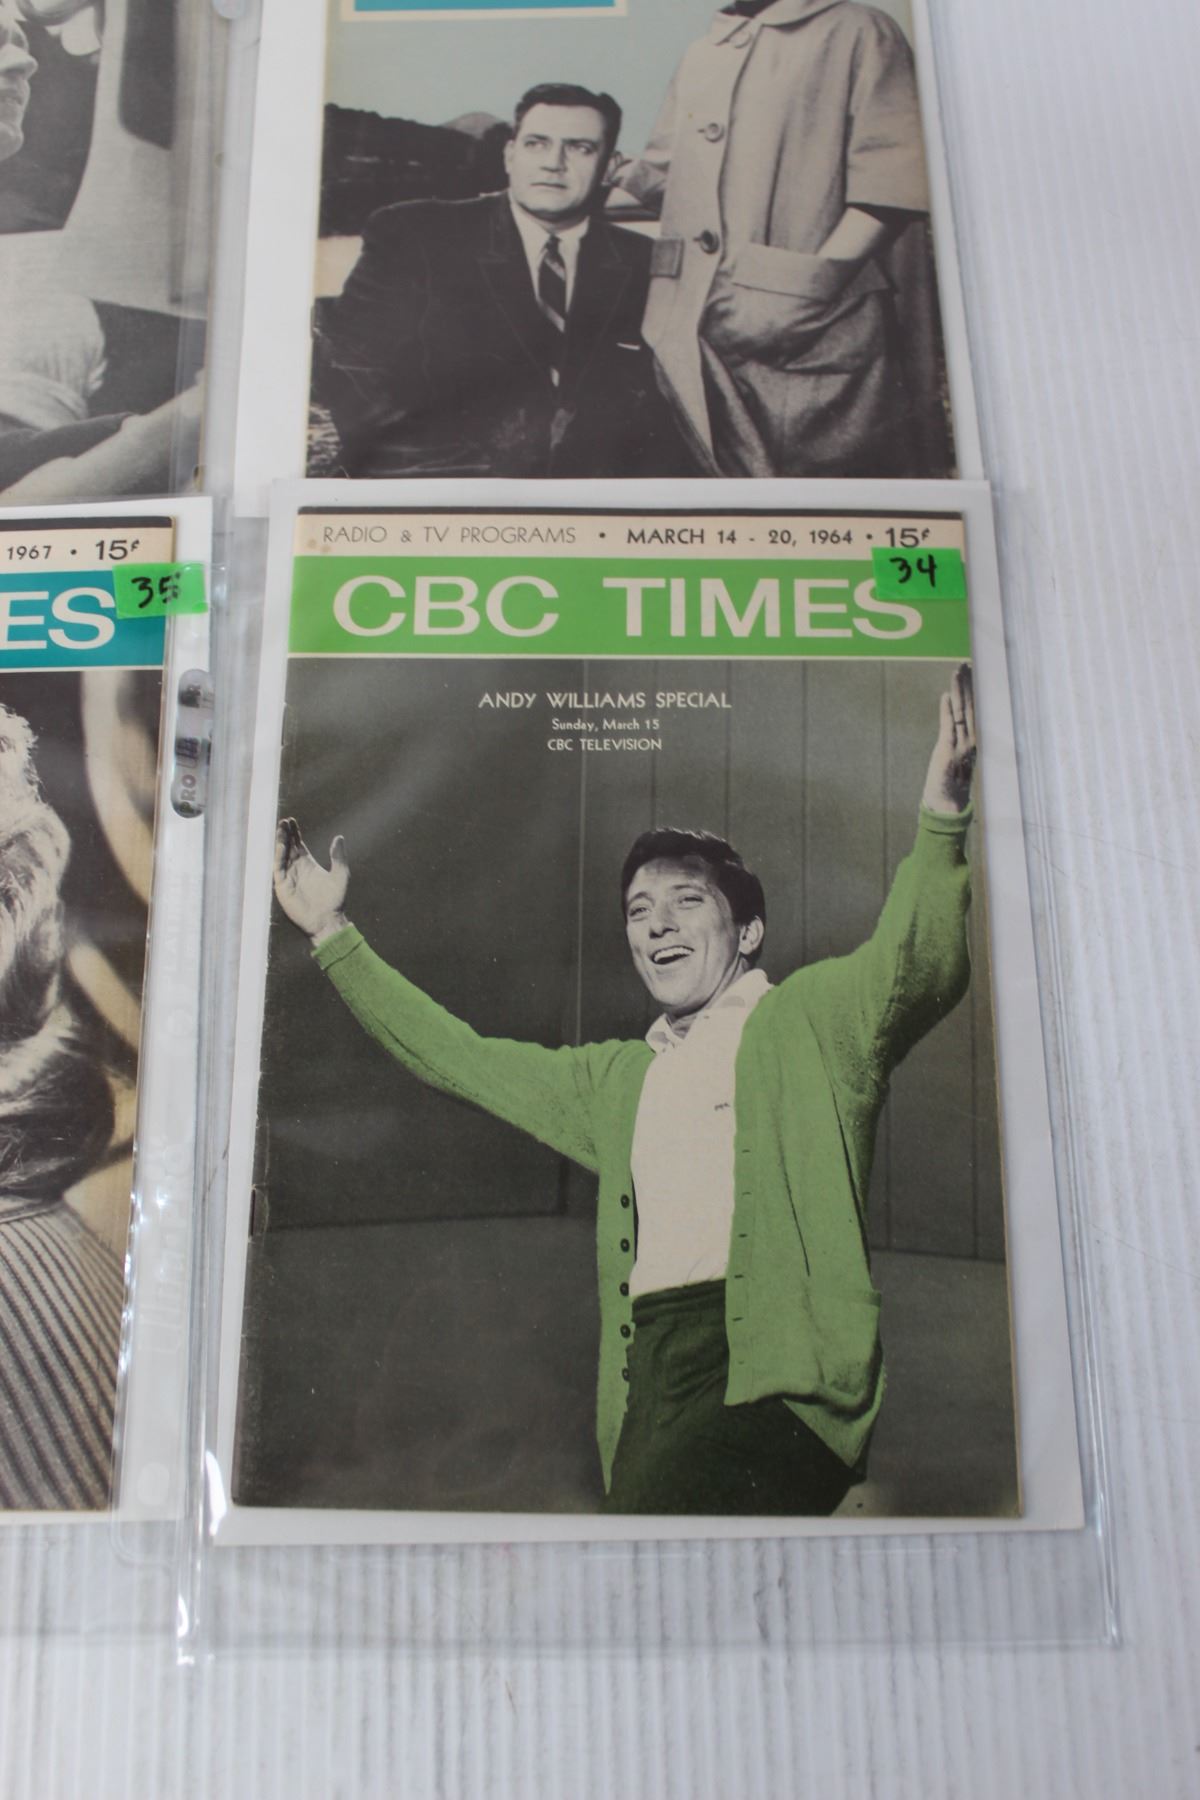 1967 • 15¢
ES
35
RADIO & TV PROGRAMS • MARCH 14 - 20, 1964 • 15¢
34
CBC TIMES
ANDY WILLIAMS SPECIAL
Sunday, March 15
CBC TELEVISION
PRO